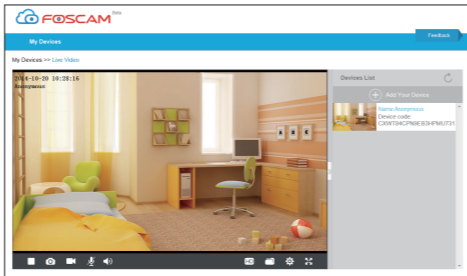 FOSCAM Beta
Feedback
My Devices
My Devices >> Live Video
2014-10-20 10:28:16
Anonymous
Devices List
Add Your Device
Name:Anonymous
Device code:
HD